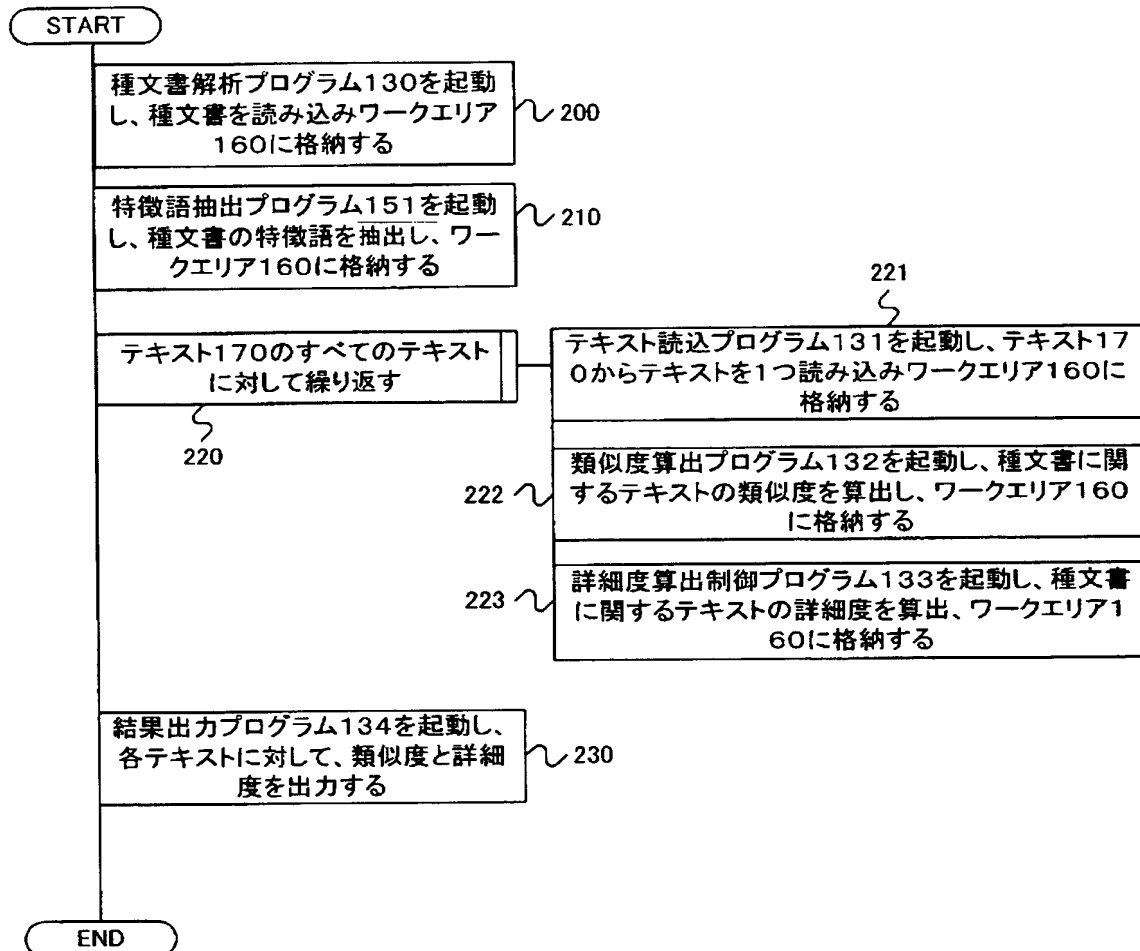 START
種文書解析プログラム130を起動
し、種文書を読み込みワークエリア
160に格納する
200
特徴語抽出プログラム151を起動
し、種文書の特徴語を抽出し、ワー
クエリア160に格納する
210
テキスト170のすべてのテキスト
に対して繰り返す
220
221
テキスト読込プログラム131を起動し、テキスト17
0からテキストを1つ読み込みワークエリア160に
格納する
222
類似度算出プログラム132を起動し、種文書に関
するテキストの類似度を算出し、ワークエリア160
に格納する
223
詳細度算出制御プログラム133を起動し、種文書
に関するテキストの詳細度を算出、ワークエリア1
60に格納する
結果出力プログラム134を起動し、
各テキストに対して、類似度と詳細
度を出力する
230
END